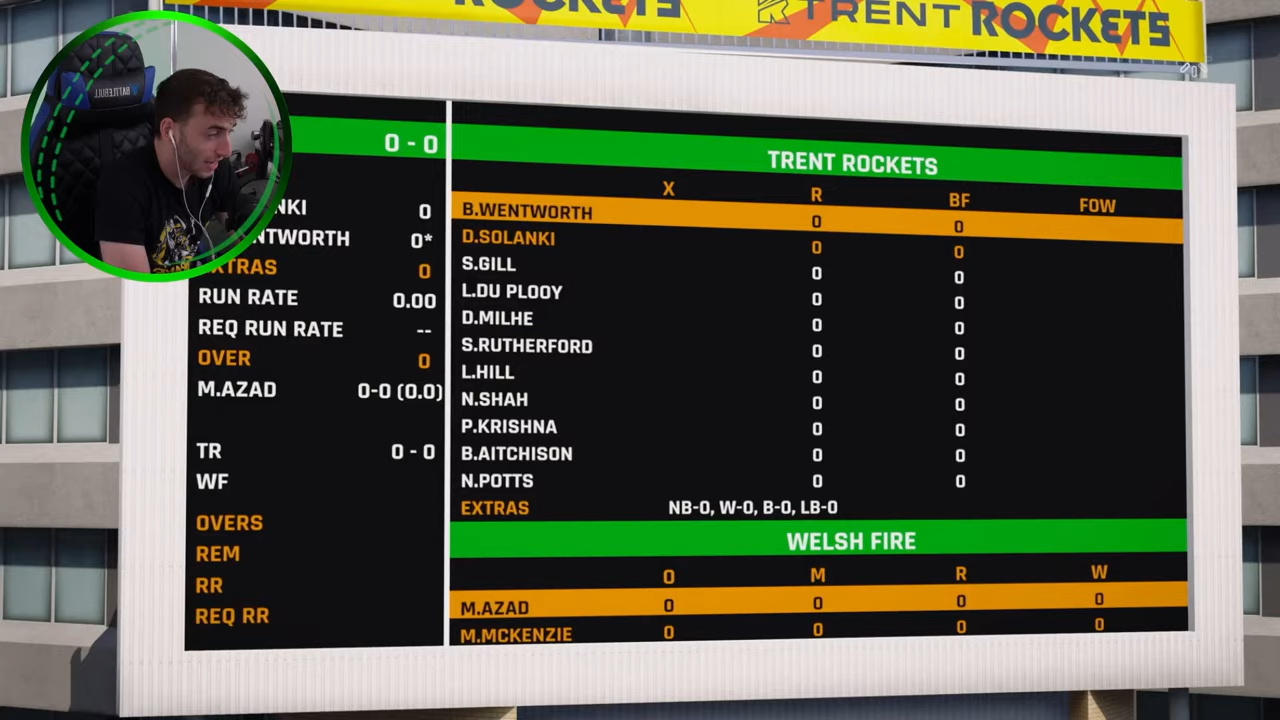 ROCKETS TRENT ROCKETS
BATTLEBULL
0 - 0
NKI 0
NTWORTH 0*
XTRAS 0
RUN RATE 0.00
REQ RUN RATE --
OVER 0
M.AZAD 0-0 (0.0)
TR 0 - 0
WF
OVERS
REM
RR
REQ RR
TRENT ROCKETS
X R BF FOW
B.WENTWORTH 0 0
D.SOLANKI 0 0
S.GILL 0 0
L.DU PLOOY 0 0
D.MILHE 0 0
S.RUTHERFORD 0 0
L.HILL 0 0
N.SHAH 0 0
P.KRISHNA 0 0
B.AITCHISON 0 0
N.POTTS 0 0
EXTRAS NB-0, W-0, B-0, LB-0
WELSH FIRE
O M R W
M.AZAD 0 0 0 0
M.MCKENZIE 0 0 0 0